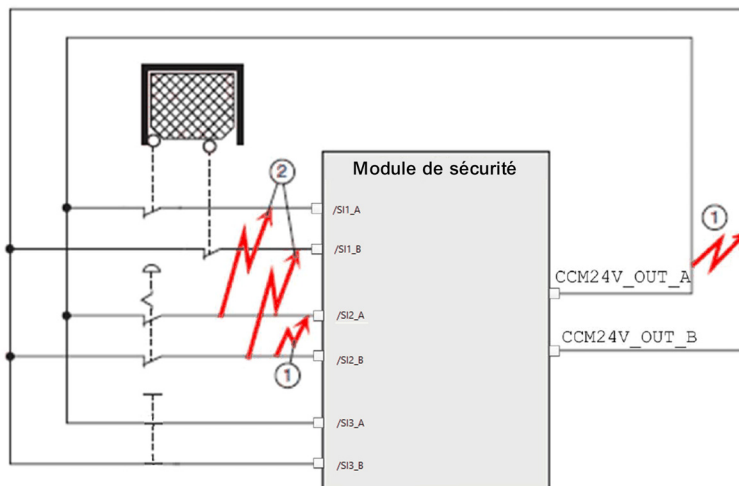 Module de sécurité
②
/SI1_A
①
/SI1_B
CCM24V_OUT_A
/SI2_A
CCM24V_OUT_B
/SI2_B
①
/SI3_A
/SI3_B